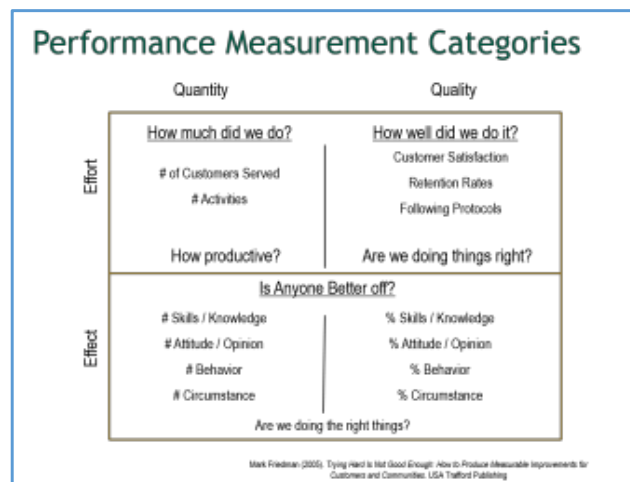 Performance Measurement Categories
Quantity
Quality
Effort
How much did we do?
# of Customers Served
# Activities
How productive?
How well did we do it?
Customer Satisfaction
Retention Rates
Following Protocols
Are we doing things right?
Effect
Is Anyone Better off?
# Skills / Knowledge
# Attitude / Opinion
# Behavior
# Circumstance
% Skills / Knowledge
% Attitude / Opinion
% Behavior
% Circumstance
Are we doing the right things?
Mark Friedman (2005). Trying Hard Is Not Good Enough: How to Produce Measurable Improvements for
Customers and Communities. USA Trafford Publishing